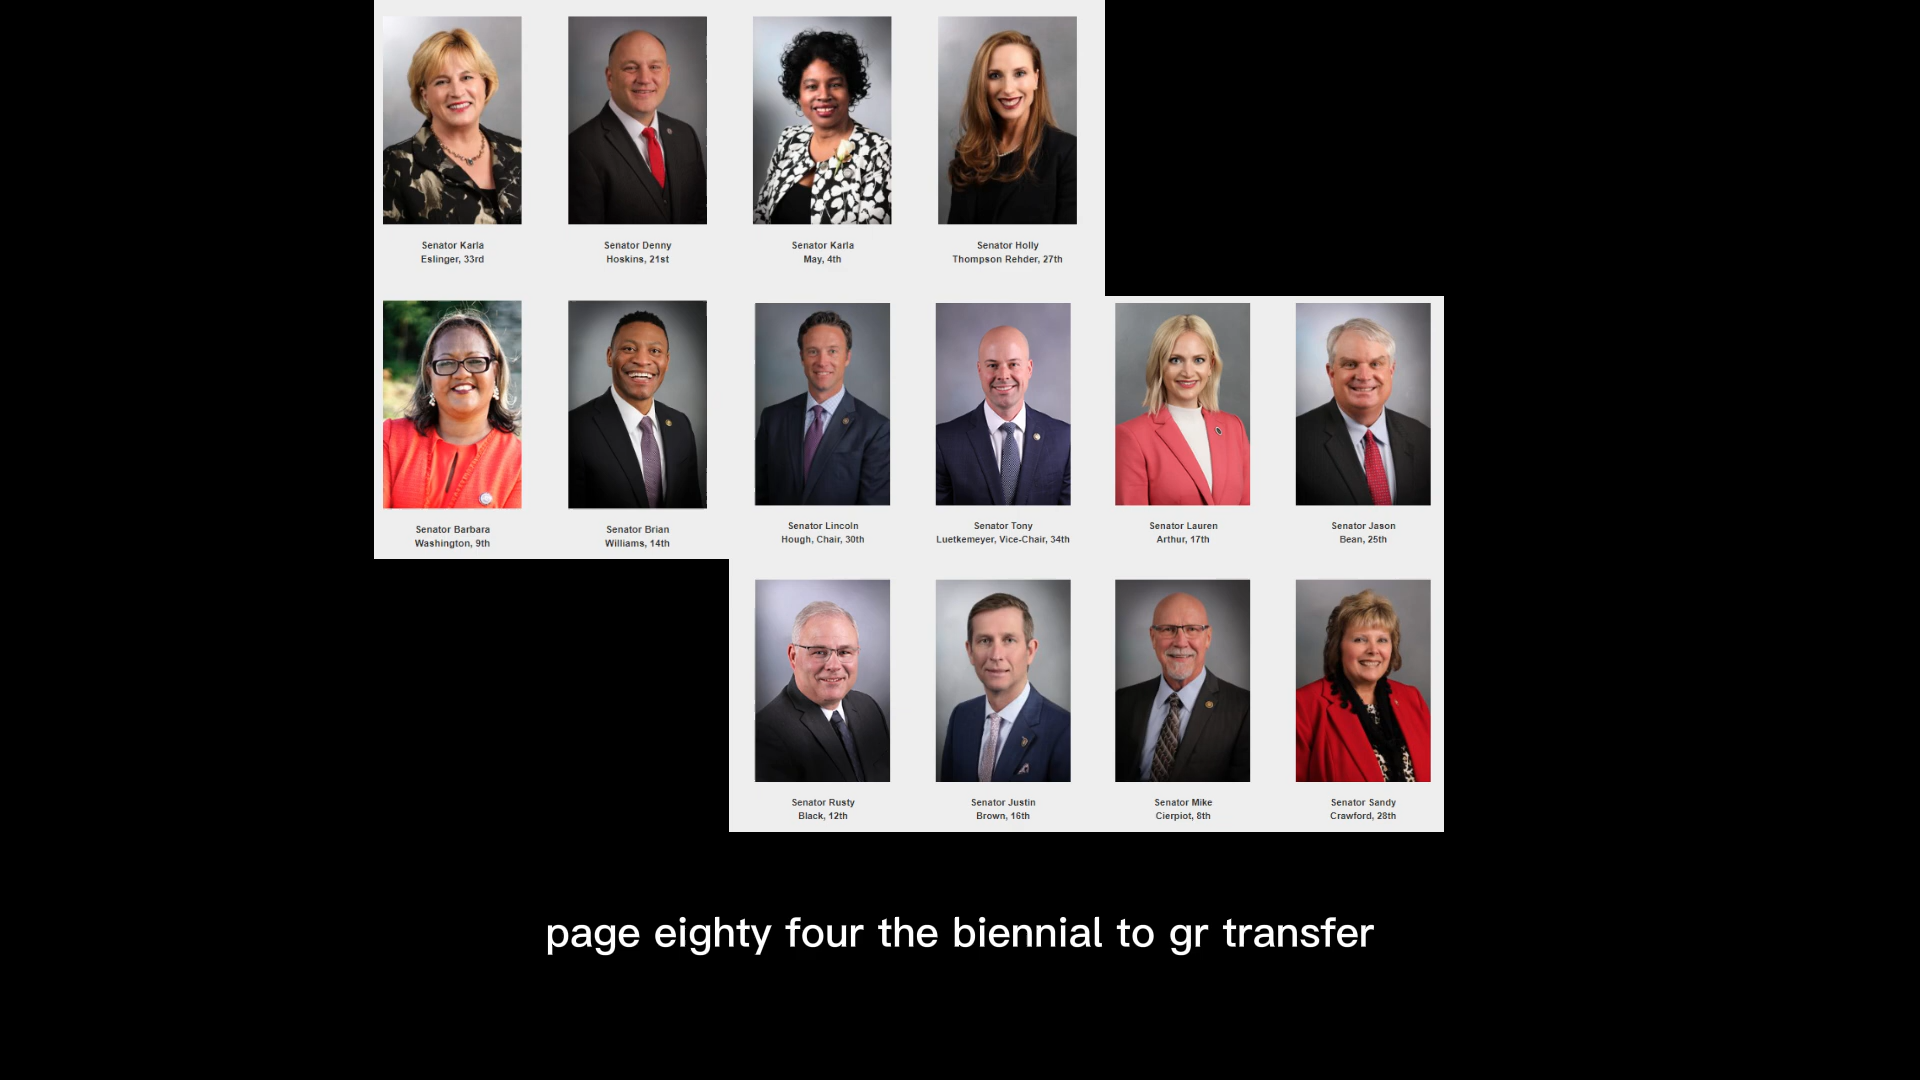 Senator Karla
Eslinger, 33rd
Senator Denny
Hoskins, 21st
Senator Karla
May, 4th
Senator Holly
Thompson Rehder, 27th
Senator Barbara
Washington, 9th
Senator Brian
Williams, 14th
Senator Lincoln
Hough, Chair, 30th
Senator Tony
Luetkemeyer, Vice-Chair, 34th
Senator Lauren
Arthur, 17th
Senator Jason
Bean, 25th
Senator Rusty
Black, 12th
Senator Justin
Brown, 16th
Senator Mike
Cierpiot, 8th
Senator Sandy
Crawford, 28th
page eighty four the biennial to gr transfer